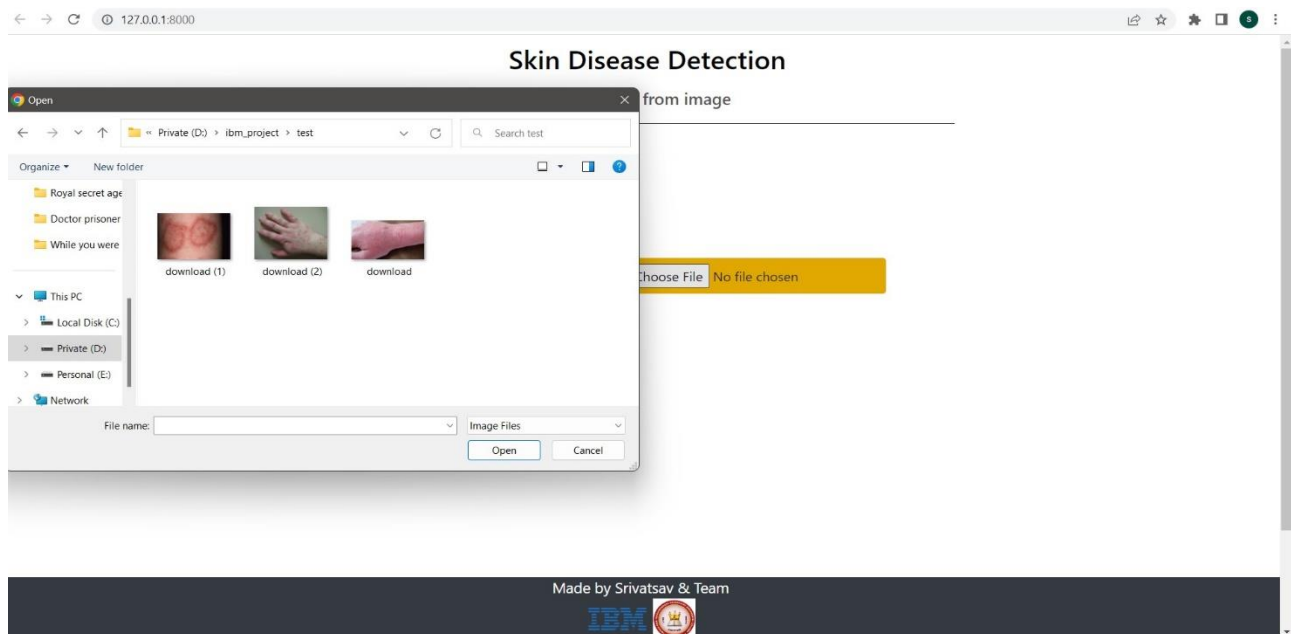 127.0.0.1:8000
S
Skin Disease Detection
from image
Open
« Private (D:) › ibm_project › test
Search test
Organize
New folder
Royal secret age
Doctor prisoner
While you were
This PC
Local Disk (C:)
Private (D:)
Personal (E:)
Network
download (1)
download (2)
download
File name:
Image Files
Open
Cancel
Choose File
No file chosen
Made by Srivatsav & Team
IBM